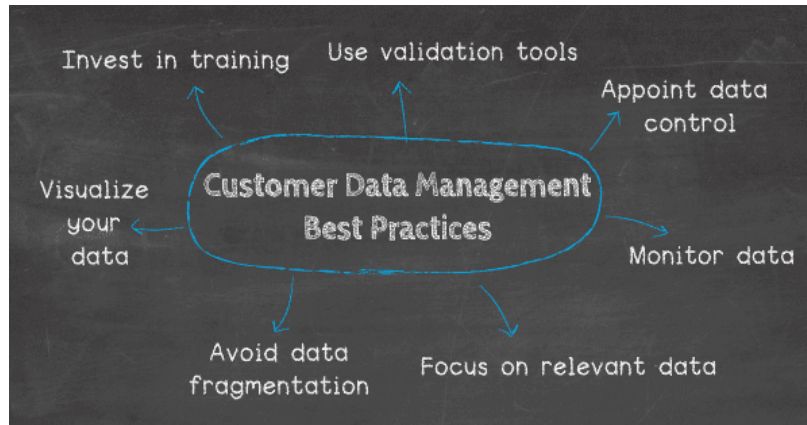 Invest in training
Use validation tools
Appoint data
control
Customer Data Management
Best Practices
Visualize
your
data
Monitor data
Avoid data
fragmentation
Focus on relevant data